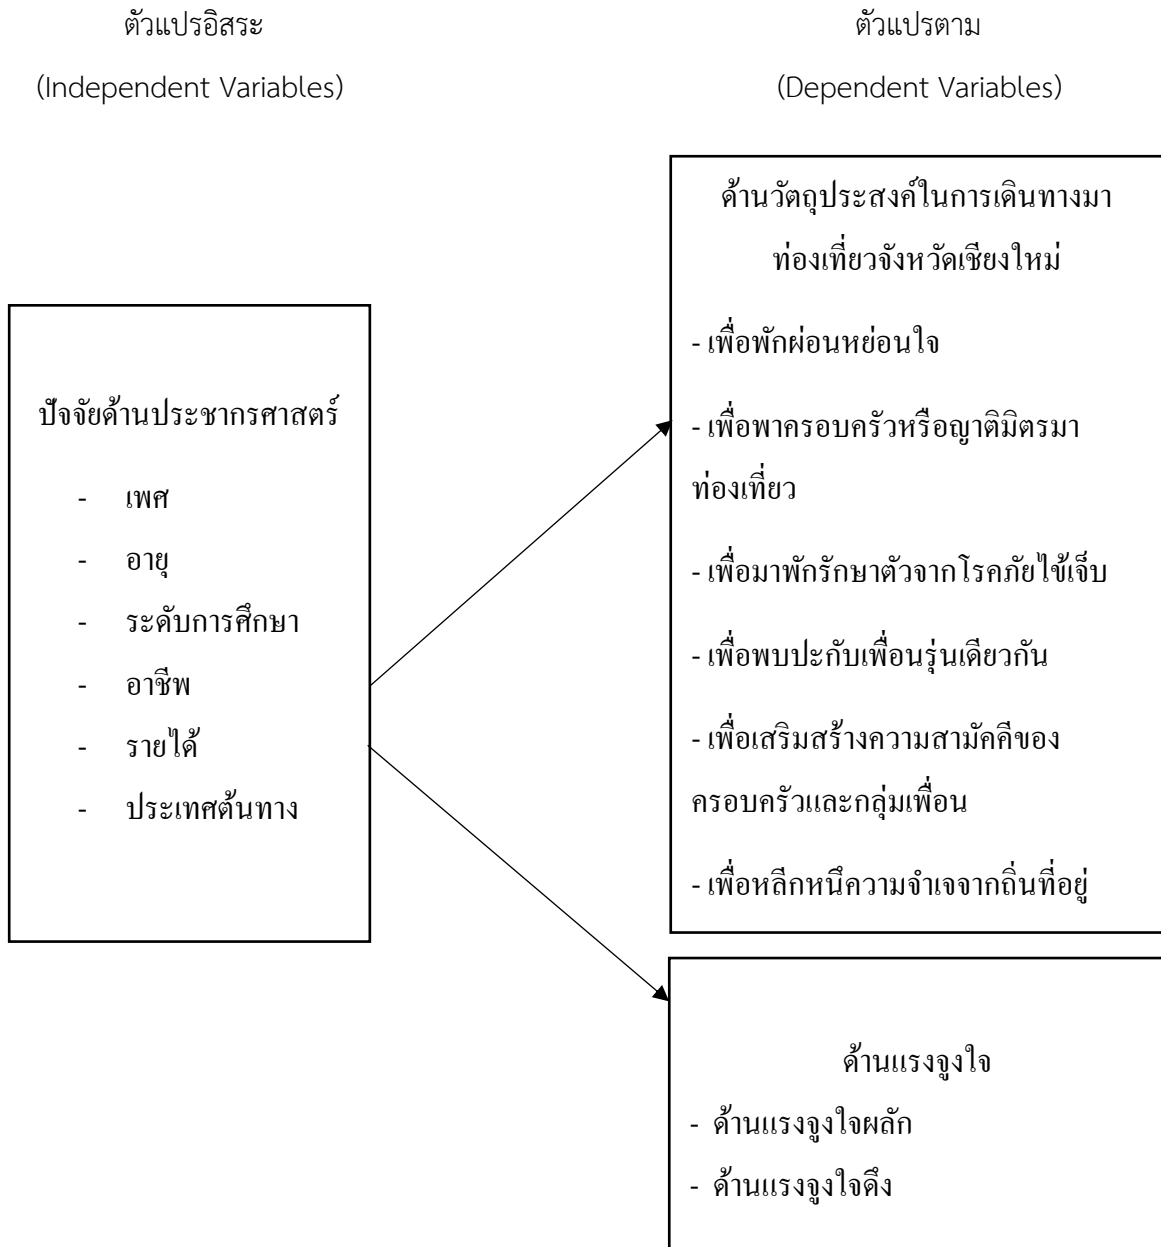 ตัวแปรอิสระ
(Independent Variables)
ปัจจัยด้านประชากรศาสตร์
- เพศ
- อายุ
- ระดับการศึกษา
- อาชีพ
- รายได้
- ประเทศต้นทาง
ตัวแปรตาม
(Dependent Variables)
ด้านวัตถุประสงค์ในการเดินทางมา
ท่องเที่ยวจังหวัดเชียงใหม่
- เพื่อพักผ่อนหย่อนใจ
- เพื่อพาครอบครัวหรือญาติมิตรมา
ท่องเที่ยว
- เพื่อมาพักรักษาตัวจากโรคภัยไข้เจ็บ
- เพื่อพบปะกับเพื่อนรุ่นเดียวกัน
- เพื่อเสริมสร้างความสามัคคีของ
ครอบครัวและกลุ่มเพื่อน
- เพื่อหลีกหนีความจำเจจากถิ่นที่อยู่
ด้านแรงจูงใจ
- ด้านแรงจูงใจผลัก
- ด้านแรงจูงใจดึง